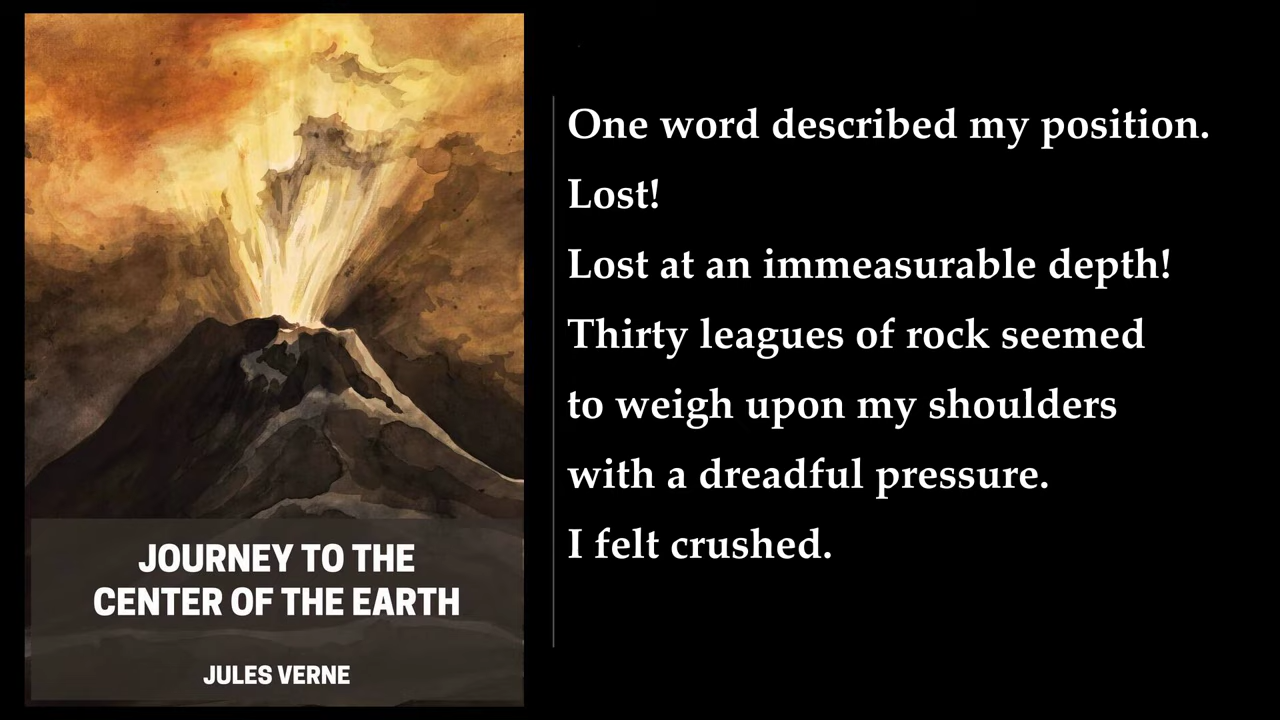 JOURNEY TO THE
CENTER OF THE EARTH
JULES VERNE
One word described my position.
Lost!
Lost at an immeasurable depth!
Thirty leagues of rock seemed
to weigh upon my shoulders
with a dreadful pressure.
I felt crushed.